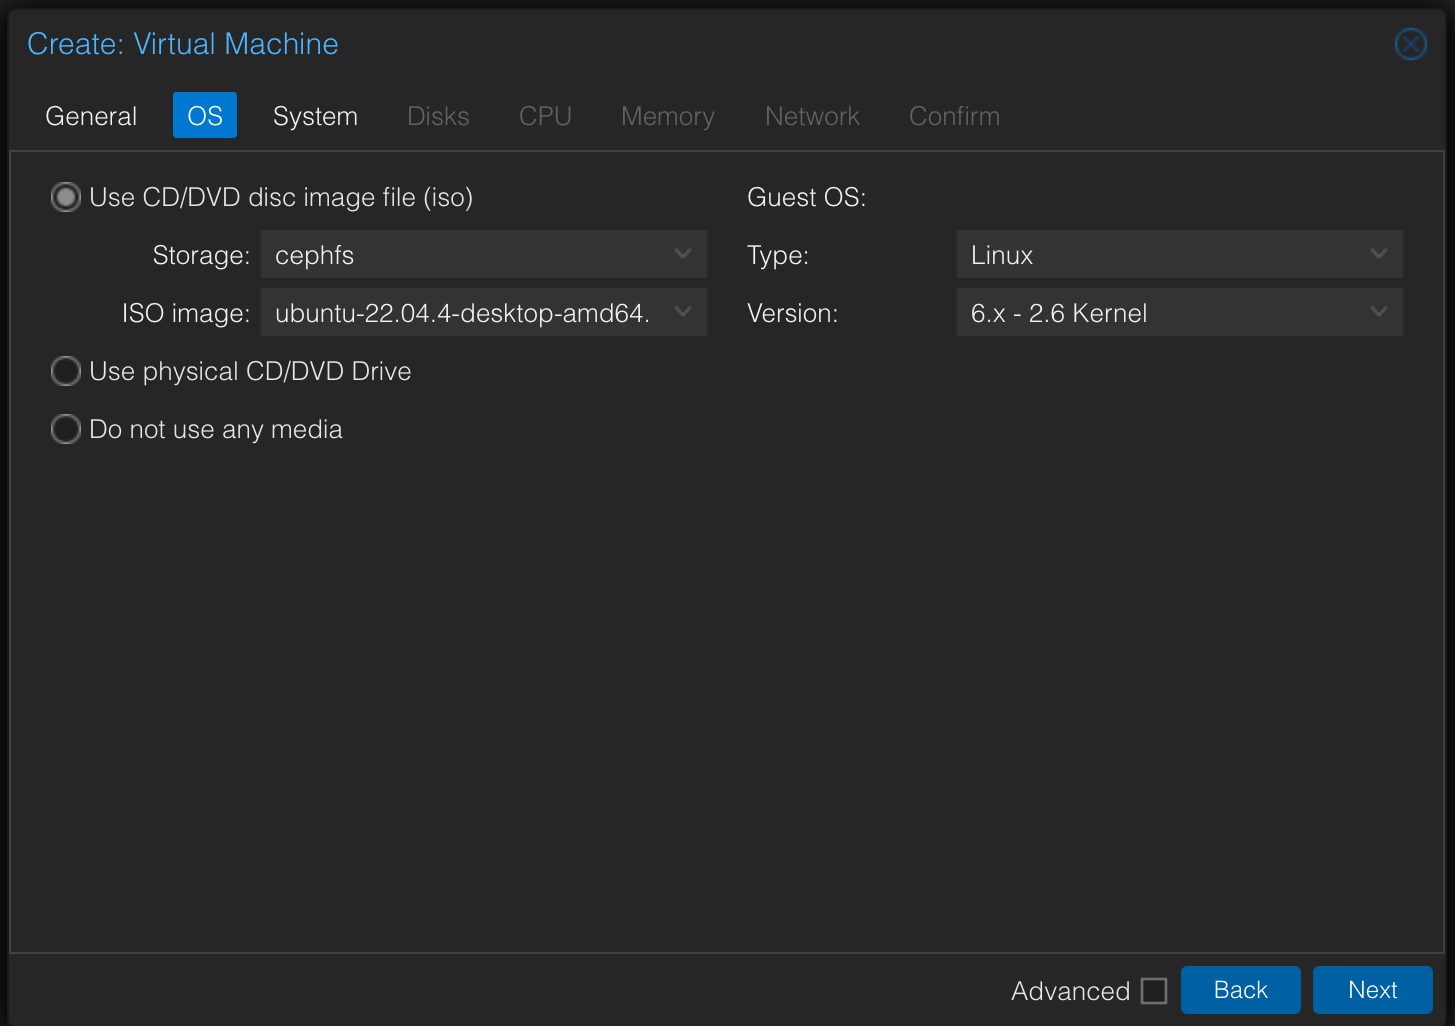 Create: Virtual Machine
General OS System Disks CPU Memory Network Confirm
Use CD/DVD disc image file (iso)
Storage: cephfs
ISO image: ubuntu-22.04.4-desktop-amd64.
Use physical CD/DVD Drive
Do not use any media
Guest OS:
Type: Linux
Version: 6.x - 2.6 Kernel
Advanced Back Next